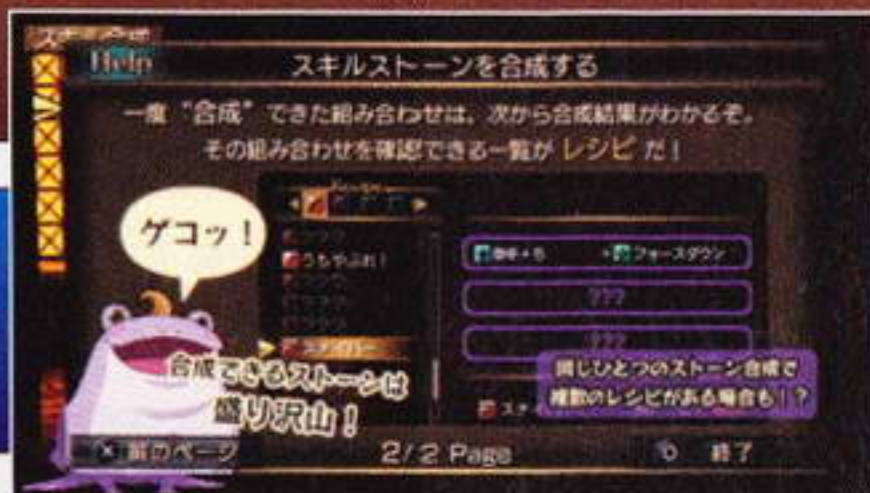 Help
スキルストーンを合成する
一度“合成”できた組み合わせは、次から合成結果がわかるぞ。
その組み合わせを確認できる一覧がレシピだ！
ゲコッ！
うちやぶれ！
フォースダウン
???
???
スナイパー
合成できるストーンは
盛り沢山！
同じひとつのストーン合成で
複数のレシピがある場合も！？
前のページ
2/2 Page
終了